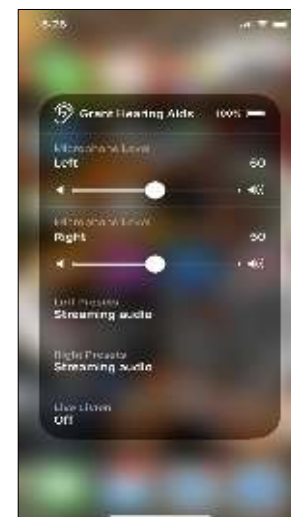 Grant Hearing Aids 100%
Microphone Level
Left 50
Microphone Level
Right 50
Left Presets
Streaming audio
Right Presets
Streaming audio
Live Listen
Off